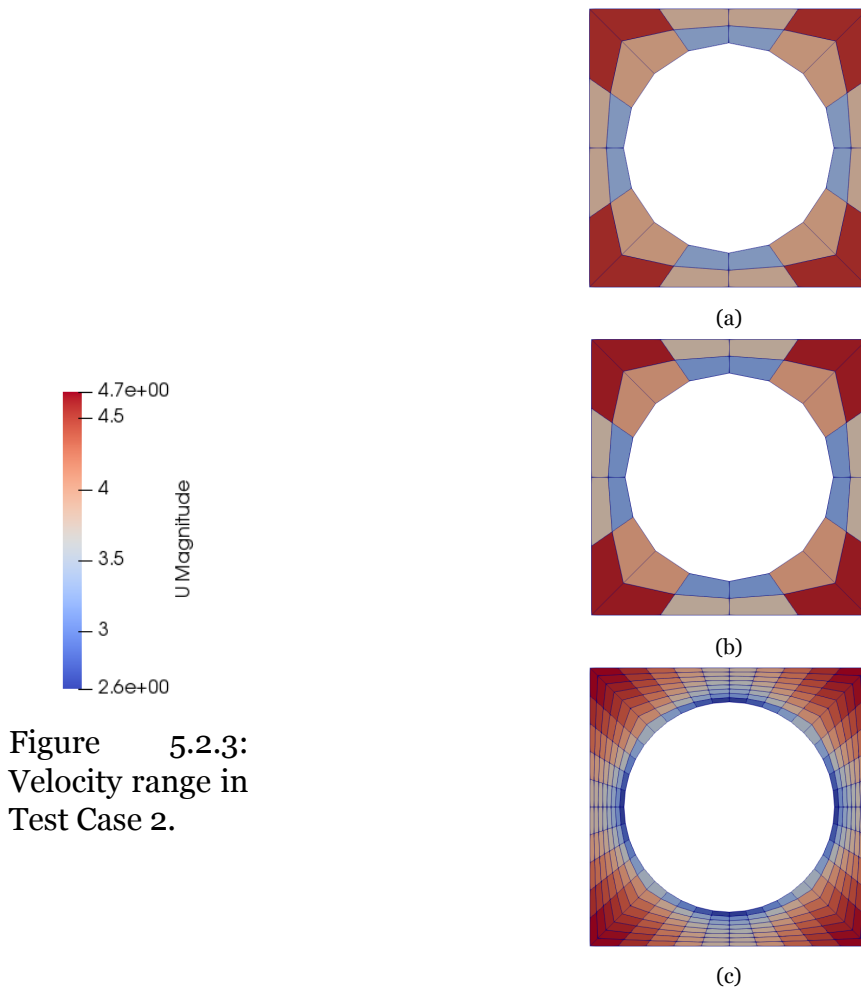 (a)
4.7e+00
4.5
4
3.5
3
2.6e+00
U Magnitude
(b)
Figure 5.2.3:
Velocity range in
Test Case 2.
(c)